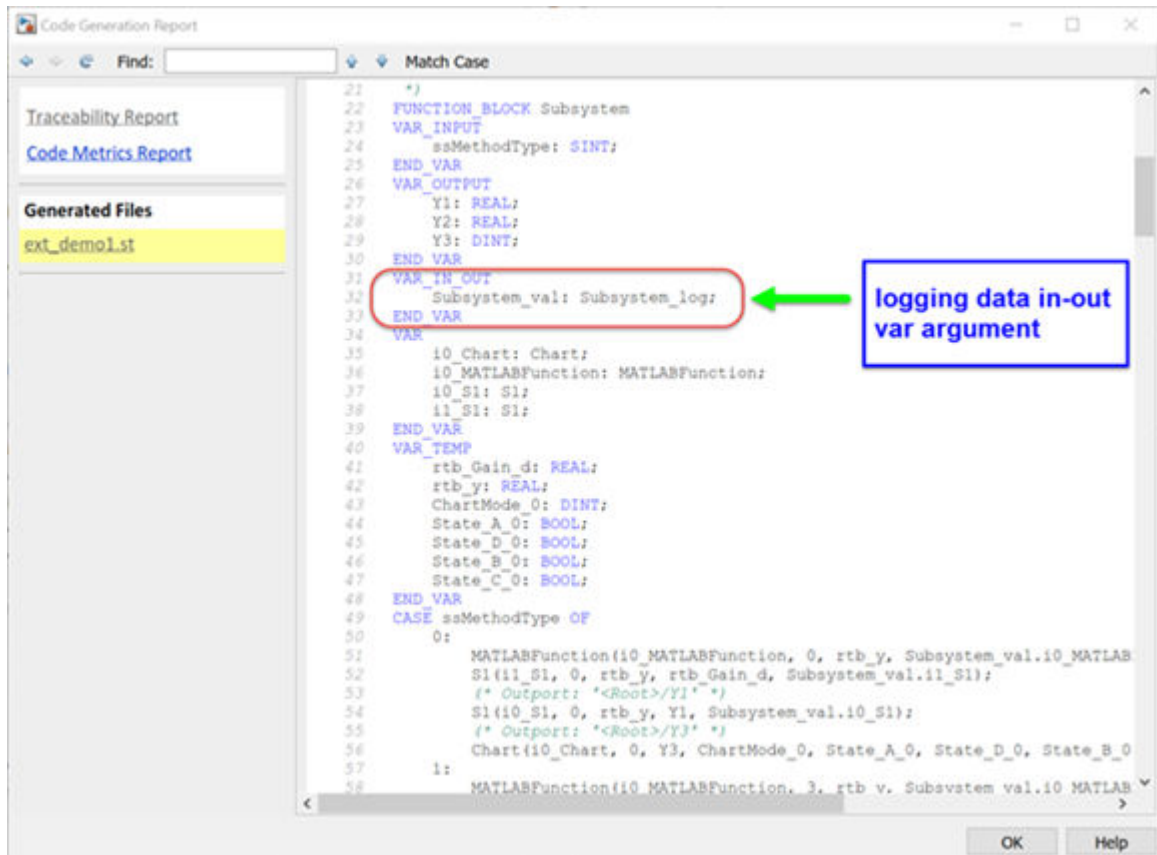 Code Generation Report
Find:
Match Case
Traceability Report
Code Metrics Report
Generated Files
ext_demo1.st
21 *)
22 FUNCTION_BLOCK Subsystem
23 VAR_INPUT
24 ssMethodType: SINT;
25 END_VAR
26 VAR_OUTPUT
27 Y1: REAL;
28 Y2: REAL;
29 Y3: DINT;
30 END_VAR
31 VAR_IN_OUT
32 Subsystem_val: Subsystem_log;
33 END_VAR
34 VAR
35 i0_Chart: Chart;
36 i0_MATLABFunction: MATLABFunction;
37 i0_S1: S1;
38 i1_S1: S1;
39 END_VAR
40 VAR_TEMP
41 rtb_Gain_d: REAL;
42 rtb_y: REAL;
43 ChartMode_0: DINT;
44 State_A_0: BOOL;
45 State_D_0: BOOL;
46 State_B_0: BOOL;
47 State_C_0: BOOL;
48 END_VAR
49 CASE ssMethodType OF
50 0:
51 MATLABFunction(i0_MATLABFunction, 0, rtb_y, Subsystem_val.i0_MATLAB
52 S1(i1_S1, 0, rtb_y, rtb_Gain_d, Subsystem_val.i1_S1);
53 (* Outport: "<Root>/Y1" *)
54 S1(i0_S1, 0, rtb_y, Y1, Subsystem_val.i0_S1);
55 (* Outport: "<Root>/Y3" *)
56 Chart(i0_Chart, 0, Y3, ChartMode_0, State_A_0, State_D_0, State_B_0
57 1:
58 MATLABFunction(i0_MATLABFunction, 3, rtb_y, Subsystem_val.i0_MATLAB
logging data in-out
var argument
OK
Help